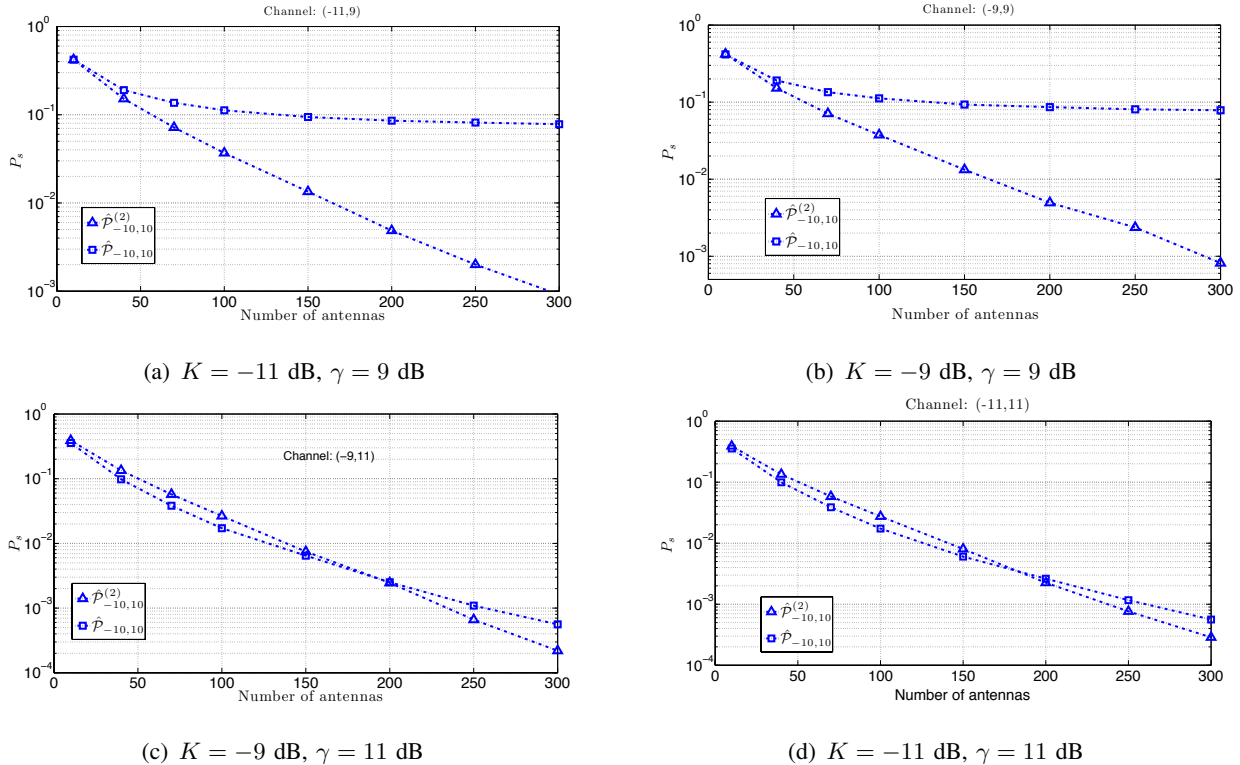 Channel: (-11,9)
10^0
10^-1
10^-2
10^-3
P_s
0 50 100 150 200 250 300
Number of antennas
𝒫̂^(2)_−10,10
𝒫̂_−10,10
(a) K = −11 dB, γ = 9 dB
Channel: (-9,9)
10^0
10^-1
10^-2
10^-3
P_s
0 50 100 150 200 250 300
Number of antennas
𝒫̂^(2)_−10,10
𝒫̂_−10,10
(b) K = −9 dB, γ = 9 dB
Channel: (−9,11)
10^0
10^-1
10^-2
10^-3
10^-4
P_s
0 50 100 150 200 250 300
Number of antennas
𝒫̂^(2)_−10,10
𝒫̂_−10,10
(c) K = −9 dB, γ = 11 dB
Channel: (-11,11)
10^0
10^-1
10^-2
10^-3
10^-4
P_s
0 50 100 150 200 250 300
Number of antennas
𝒫̂^(2)_−10,10
𝒫̂_−10,10
(d) K = −11 dB, γ = 11 dB